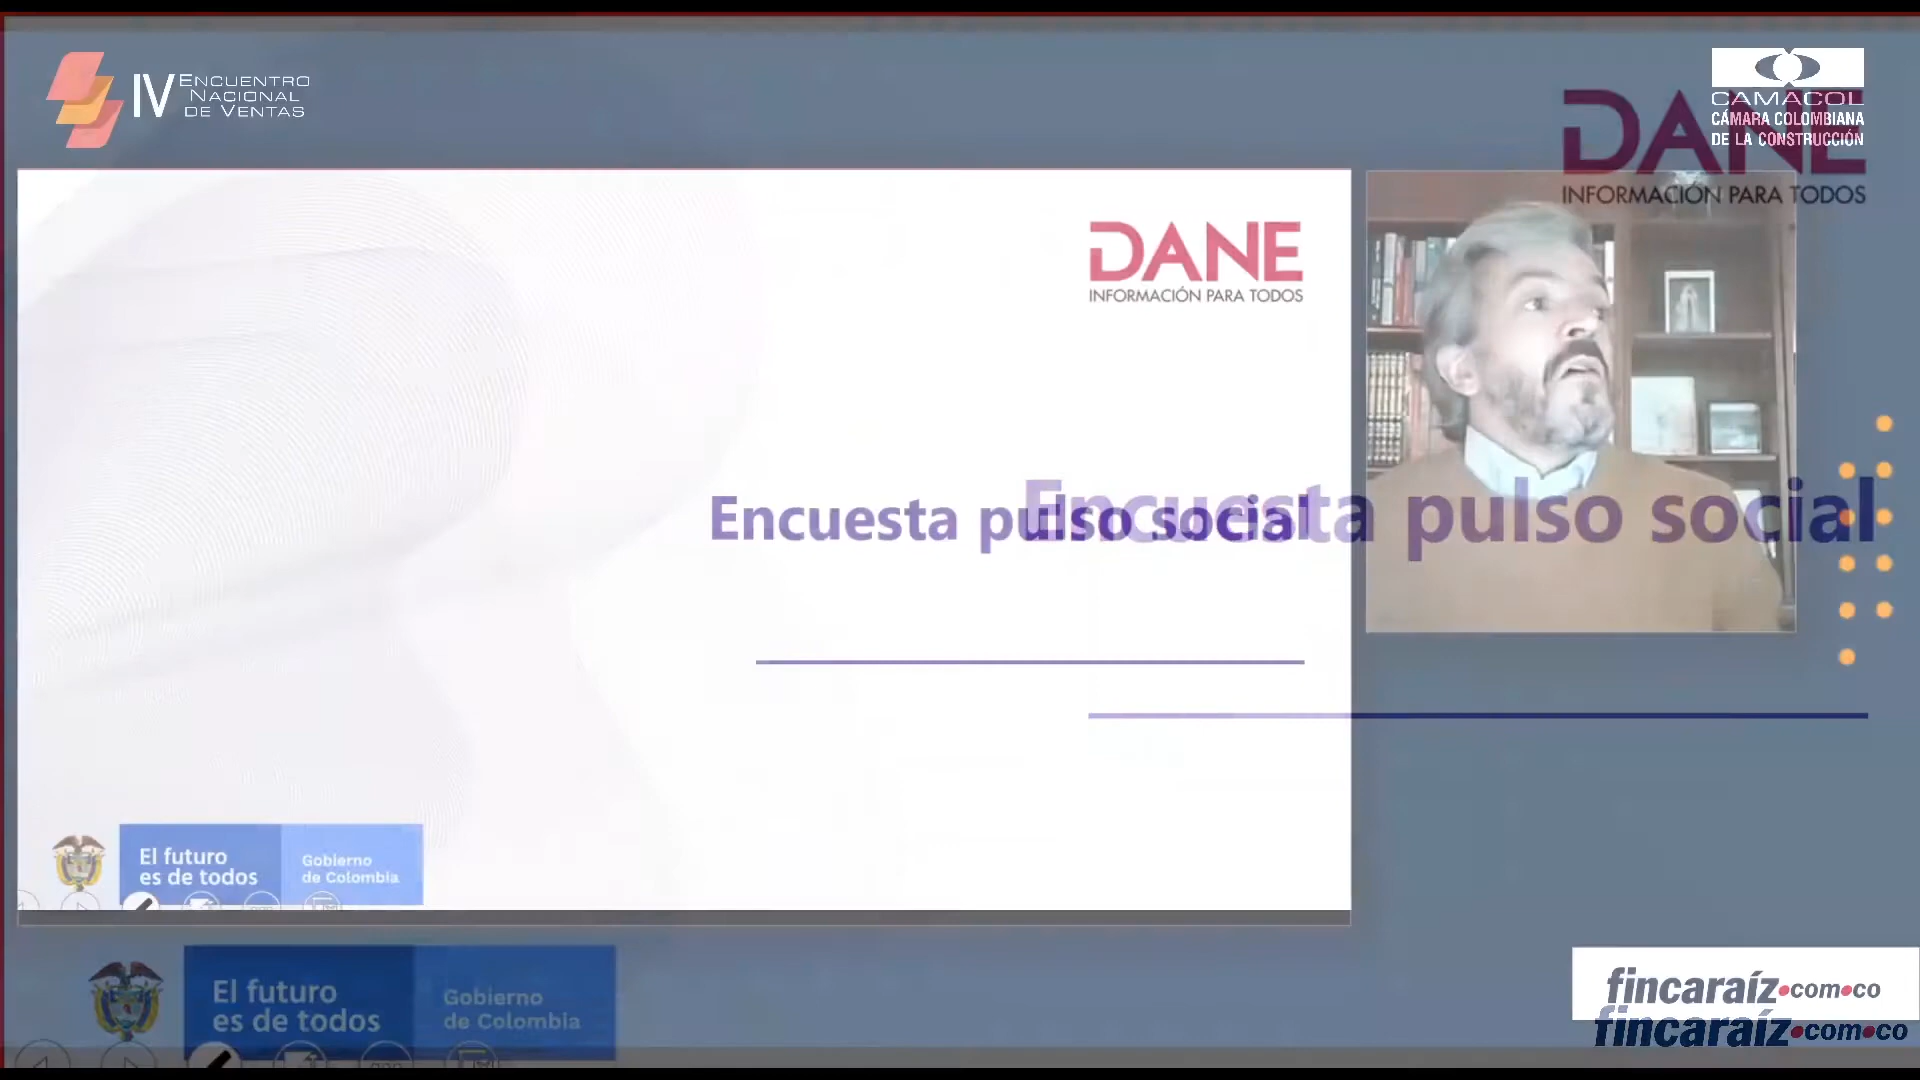 IV ENCUENTRO
NACIONAL
DE VENTAS
CAMACOL
CÁMARA COLOMBIANA
DE LA CONSTRUCCIÓN
DANE
INFORMACIÓN PARA TODOS
DANE
INFORMACIÓN PARA TODOS
Encuesta pulso social
Encuesta pulso social
El futuro
es de todos
Gobierno
de Colombia
El futuro
es de todos
Gobierno
de Colombia
fincaraíz.com.co
fincaraíz.com.co